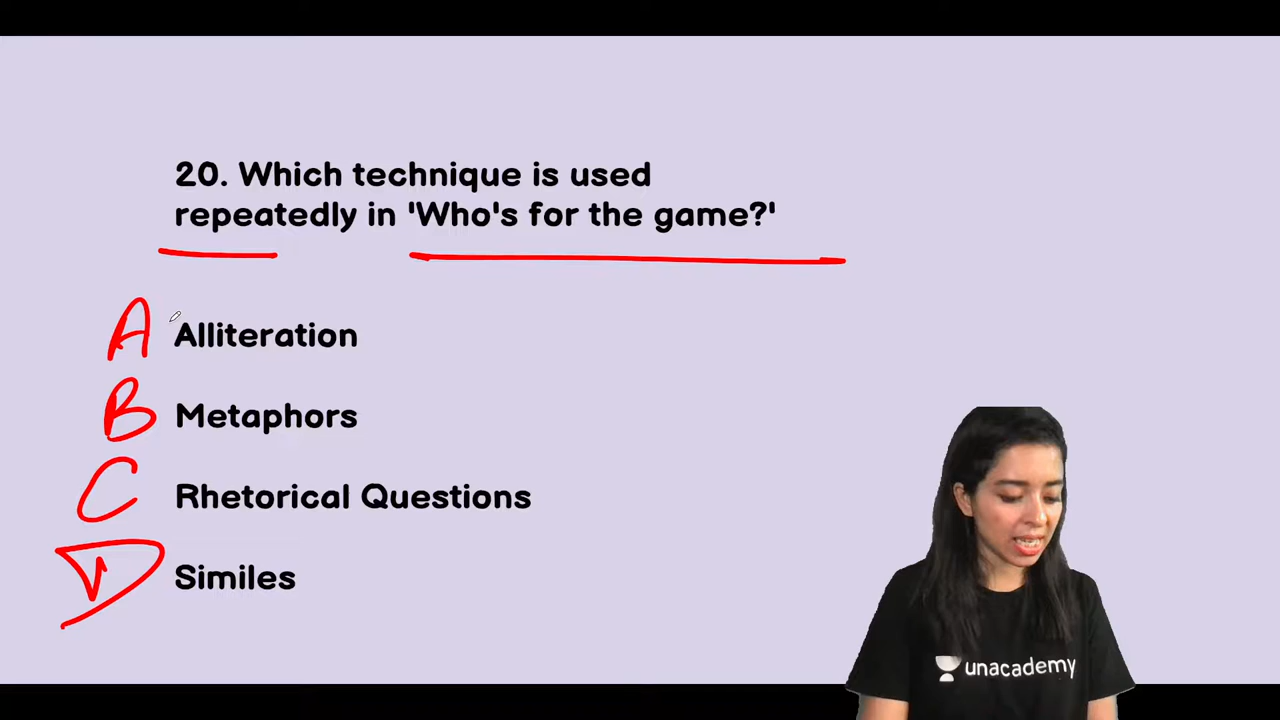 20. Which technique is used
repeatedly in 'Who's for the game?'
A Alliteration
B Metaphors
C Rhetorical Questions
D Similes
unacademy